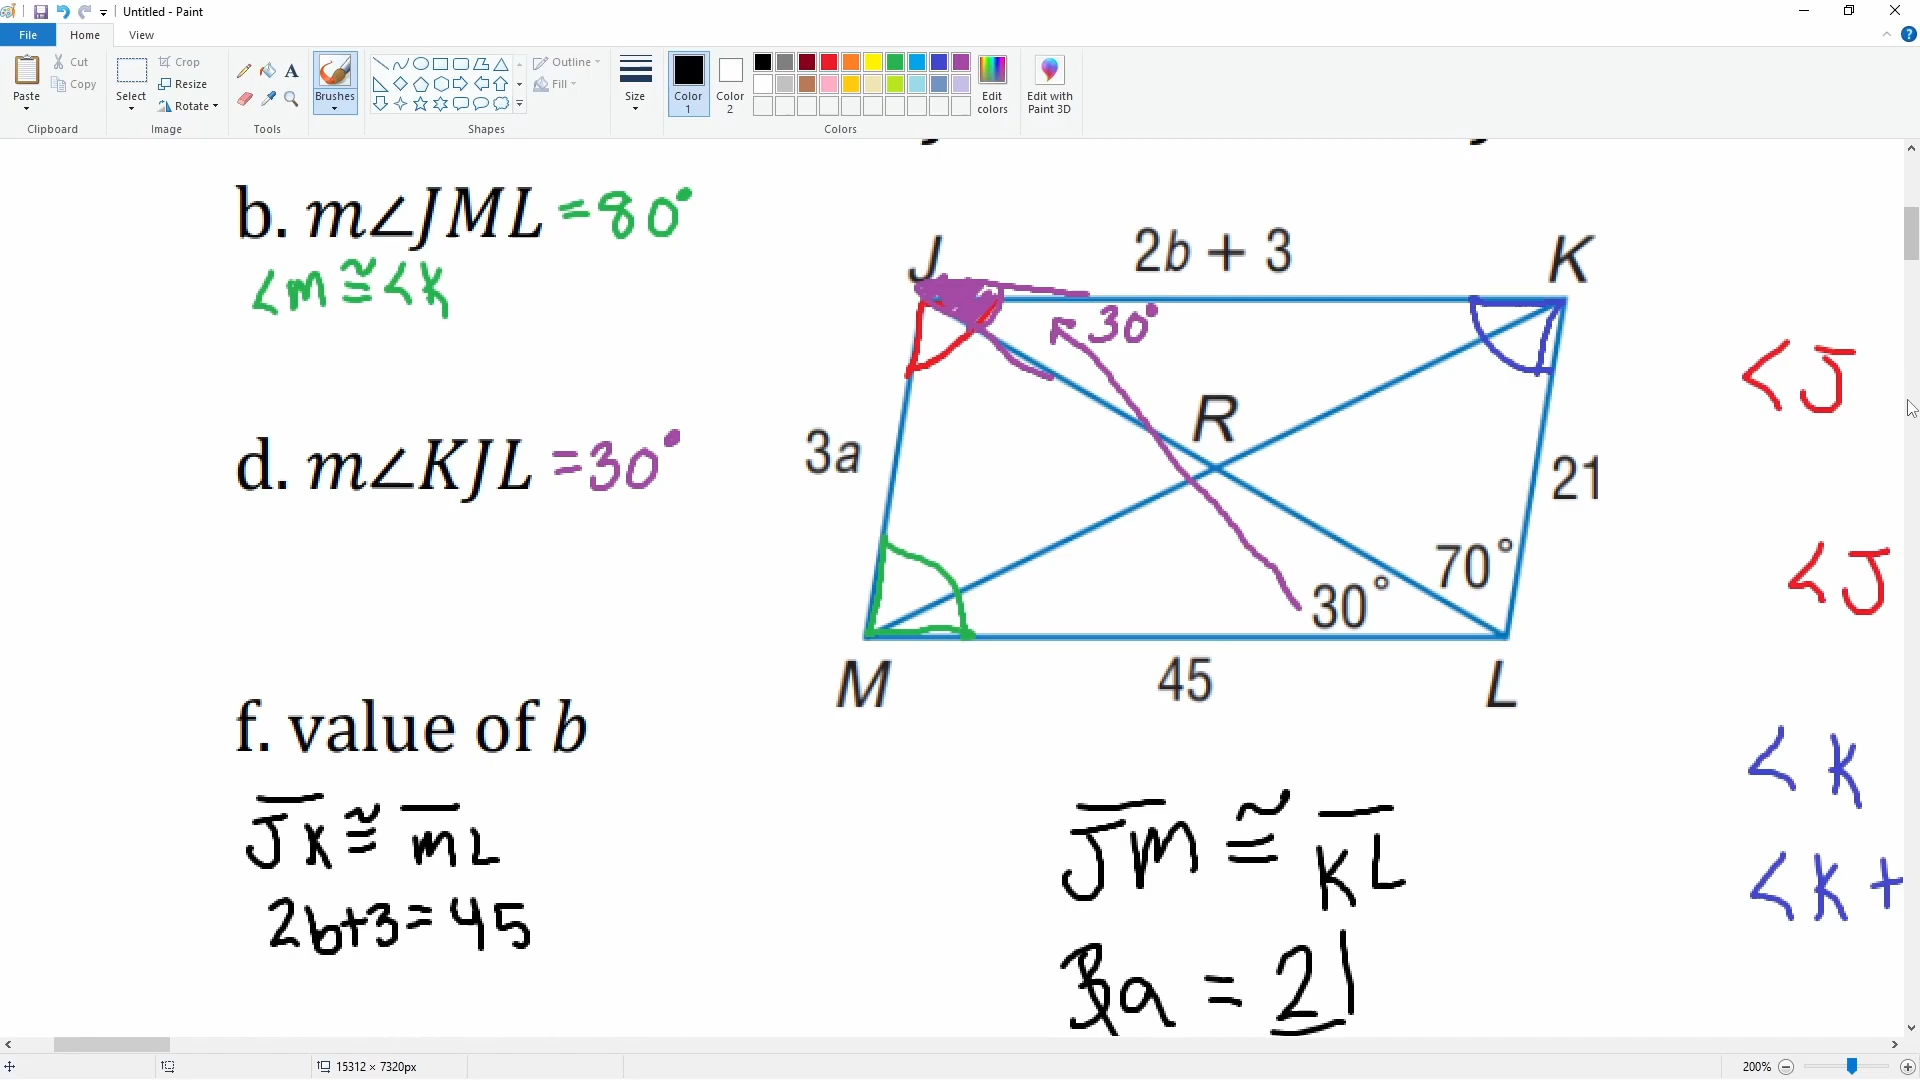 Untitled - Paint
File Home View
Paste
Cut
Copy
Clipboard
Select
Crop
Resize
Rotate
Image
A
Tools
Brushes
Shapes
Outline
Fill
Size
Color 1
Color 2
Colors
Edit colors
Edit with Paint 3D
b. m∠JML = 80°
<m ≅ <K
d. m∠KJL = 30°
f. value of b
JK ≅ mL
2b+3 = 45
J
2b + 3
K
30°
R
3a
21
70°
30°
M
45
L
Jm ≅ KL
3a = 21
<J
<J
<K
<K +
15312 × 7320px
200%